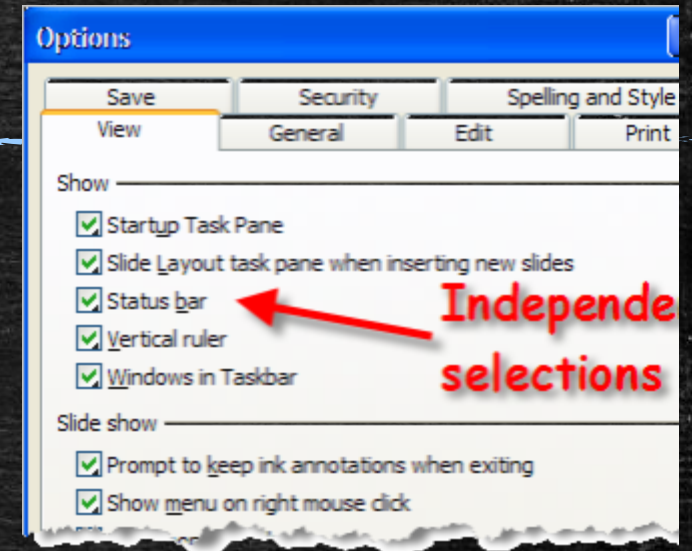 Options
Save Security Spelling and Style
View General Edit Print
Show
Startup Task Pane
Slide Layout task pane when inserting new slides
Status bar
Independe
Vertical ruler
selections
Windows in Taskbar
Slide show
Prompt to keep ink annotations when exiting
Show menu on right mouse click